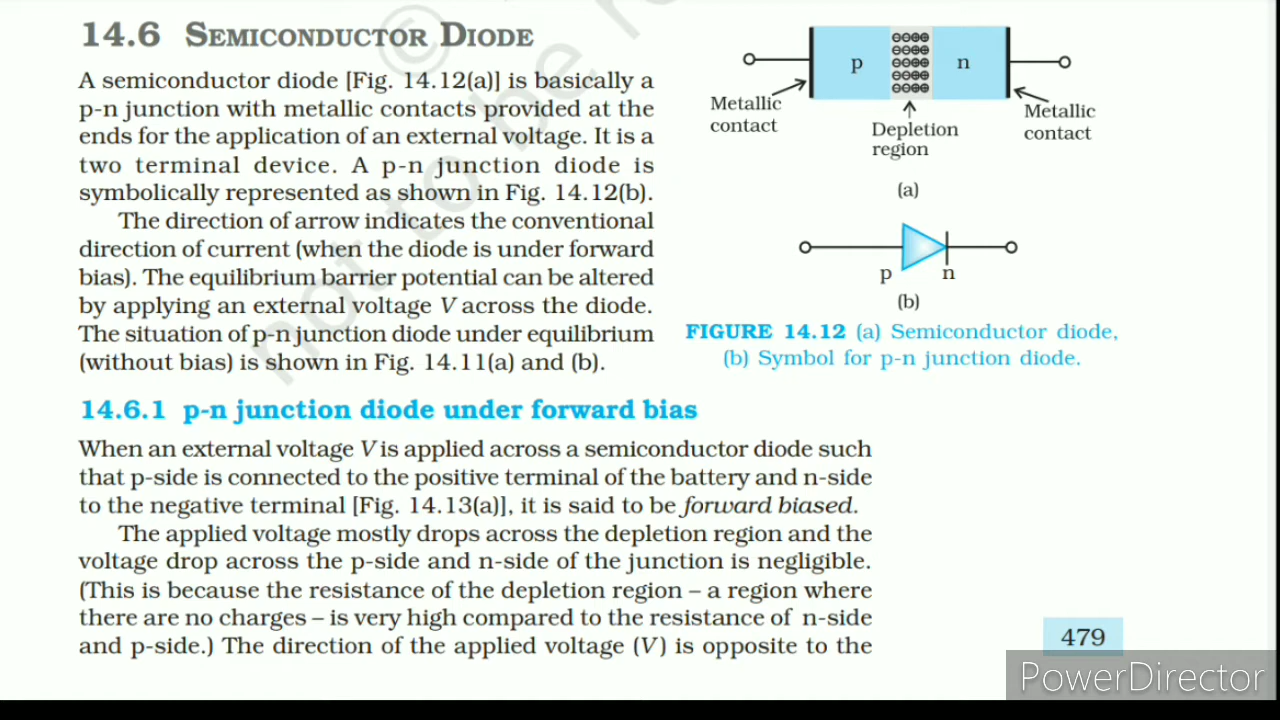 14.6 SEMICONDUCTOR DIODE
A semiconductor diode [Fig. 14.12(a)] is basically a
p-n junction with metallic contacts provided at the
ends for the application of an external voltage. It is a
two terminal device. A p-n junction diode is
symbolically represented as shown in Fig. 14.12(b).
The direction of arrow indicates the conventional
direction of current (when the diode is under forward
bias). The equilibrium barrier potential can be altered
by applying an external voltage V across the diode.
The situation of p-n junction diode under equilibrium
(without bias) is shown in Fig. 14.11(a) and (b).
p n
Metallic
contact
Depletion
region
Metallic
contact
(a)
p n
(b)
FIGURE 14.12 (a) Semiconductor diode,
(b) Symbol for p-n junction diode.
14.6.1 p-n junction diode under forward bias
When an external voltage V is applied across a semiconductor diode such
that p-side is connected to the positive terminal of the battery and n-side
to the negative terminal [Fig. 14.13(a)], it is said to be forward biased.
The applied voltage mostly drops across the depletion region and the
voltage drop across the p-side and n-side of the junction is negligible.
(This is because the resistance of the depletion region – a region where
there are no charges – is very high compared to the resistance of n-side
and p-side.) The direction of the applied voltage (V) is opposite to the
479
PowerDirector
©
not to be re